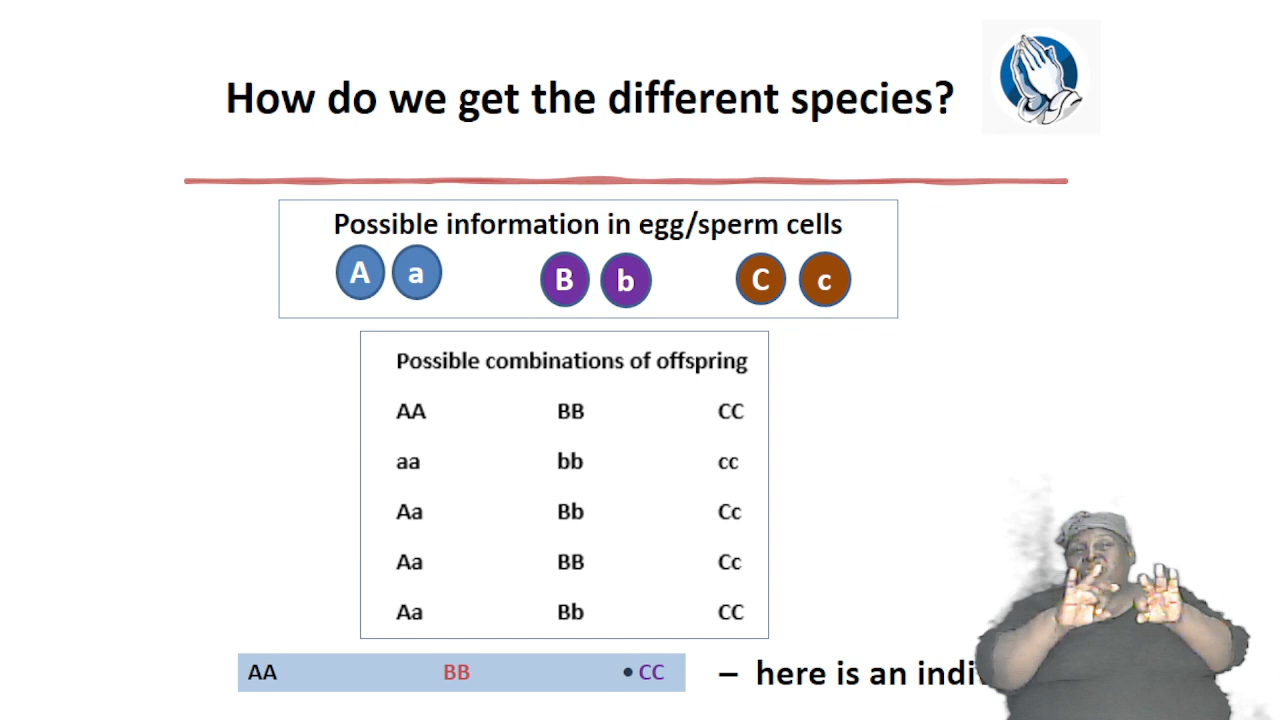 How do we get the different species?
Possible information in egg/sperm cells
A a B b C c
Possible combinations of offspring
AA BB CC
aa bb cc
Aa Bb Cc
Aa BB Cc
Aa Bb CC
AA BB • CC – here is an